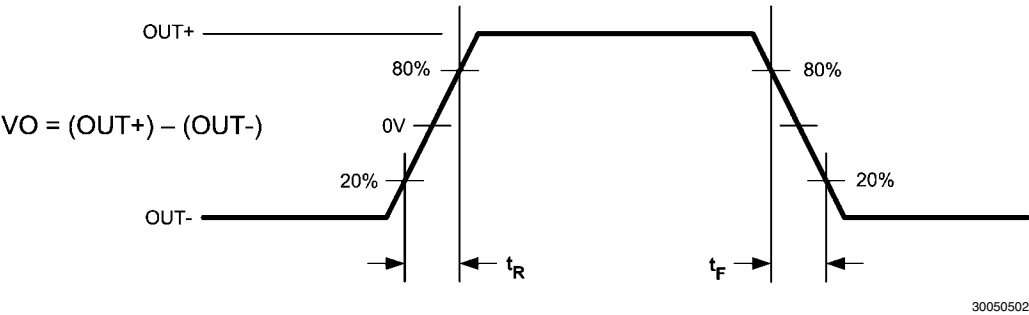 OUT+
80%
80%
VO = (OUT+) – (OUT-)
0V
20%
20%
OUT-
tR
tF
30050502